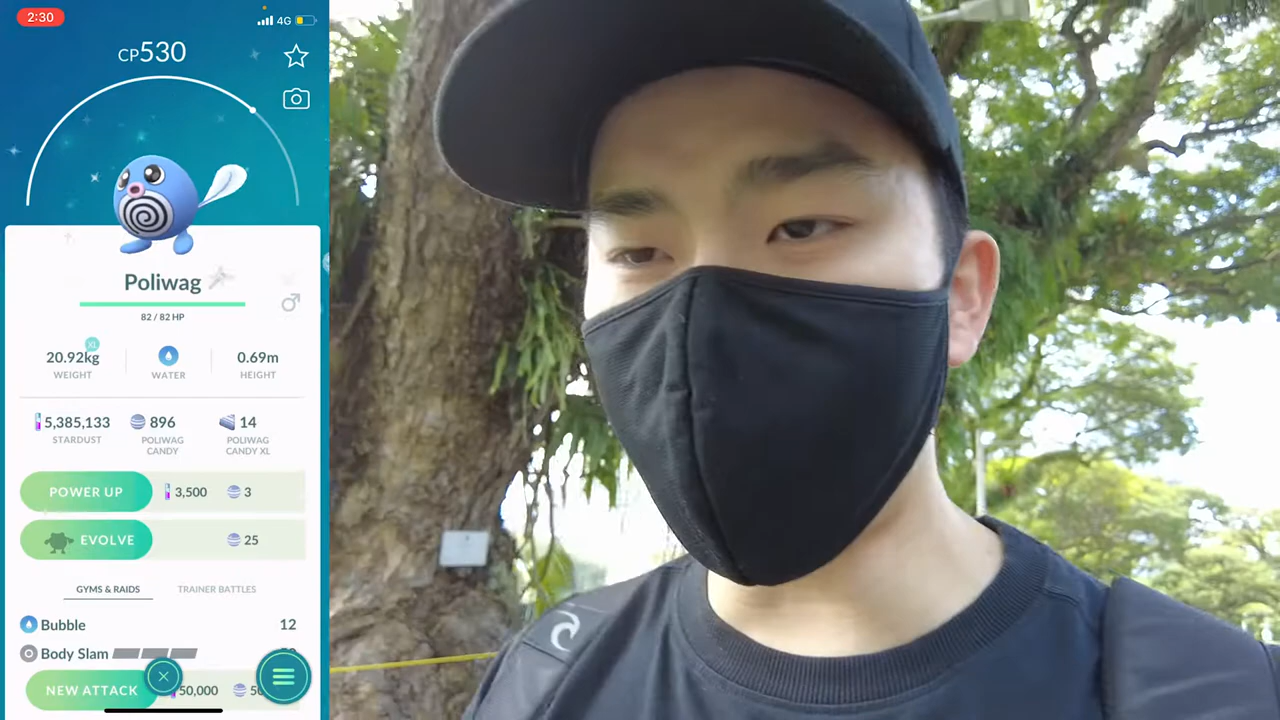 2:30
4G
CP530
Poliwag
82 / 82 HP
20.92kg XL
WATER
0.69m
WEIGHT
HEIGHT
5,385,133
896
14
STARDUST
POLIWAG CANDY
POLIWAG CANDY XL
POWER UP 3,500 3
EVOLVE 25
GYMS & RAIDS TRAINER BATTLES
Bubble 12
Body Slam
NEW ATTACK 50,000